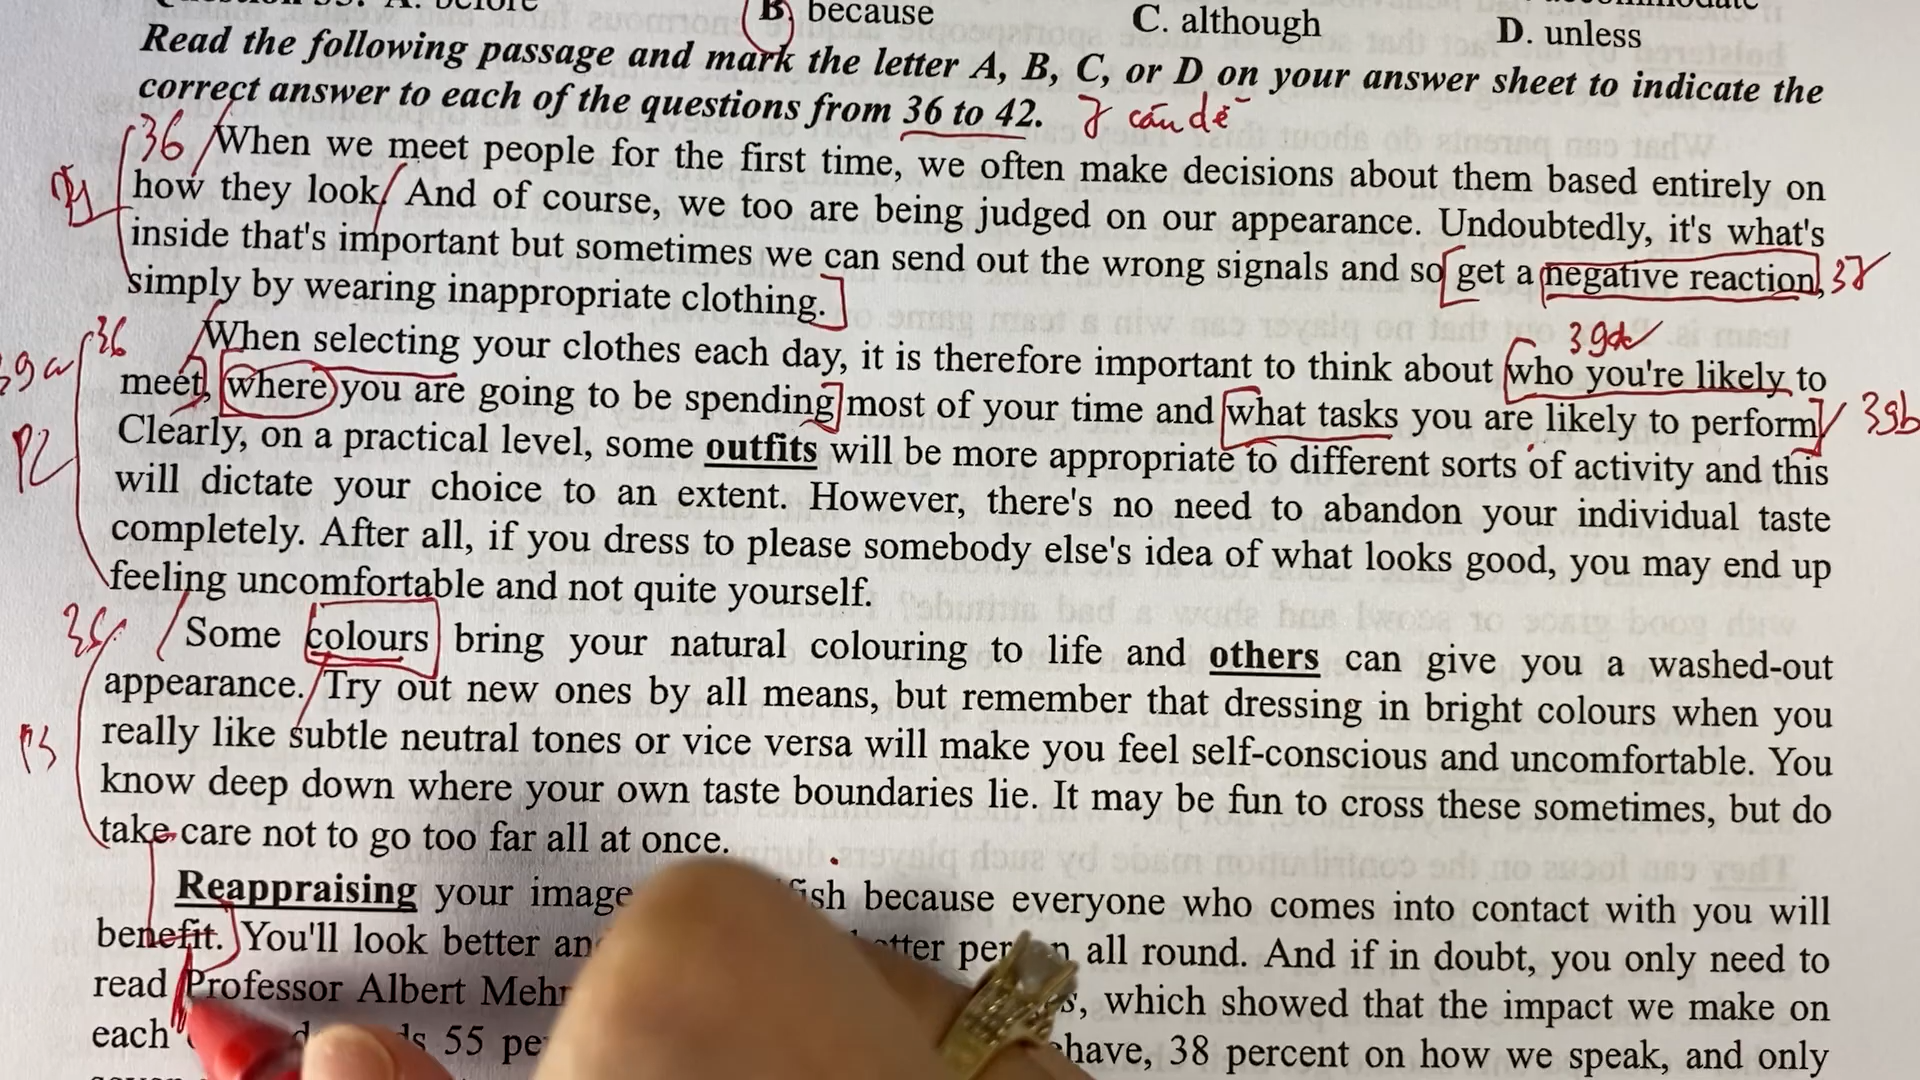 before
B. because
C. although
D. unless
Read the following passage and mark the letter A, B, C, or D on your answer sheet to indicate the
correct answer to each of the questions from 36 to 42.
36 When we meet people for the first time, we often make decisions about them based entirely on
how they look. And of course, we too are being judged on our appearance. Undoubtedly, it's what's
inside that's important but sometimes we can send out the wrong signals and so get a negative reaction,
simply by wearing inappropriate clothing.
36 When selecting your clothes each day, it is therefore important to think about who you're likely to
meet, where you are going to be spending most of your time and what tasks you are likely to perform
39b
P2
Clearly, on a practical level, some outfits will be more appropriate to different sorts of activity and this
will dictate your choice to an extent. However, there's no need to abandon your individual taste
completely. After all, if you dress to please somebody else's idea of what looks good, you may end up
feeling uncomfortable and not quite yourself.
Some colours bring your natural colouring to life and others can give you a washed-out
appearance. Try out new ones by all means, but remember that dressing in bright colours when you
really like subtle neutral tones or vice versa will make you feel self-conscious and uncomfortable. You
P3
know deep down where your own taste boundaries lie. It may be fun to cross these sometimes, but do
take care not to go too far all at once.
Reappraising your image because everyone who comes into contact with you will
benefit. You'll look better all round. And if in doubt, you only need to
read Professor Albert which showed that the impact we make on
each 55 38 percent on how we speak, and only